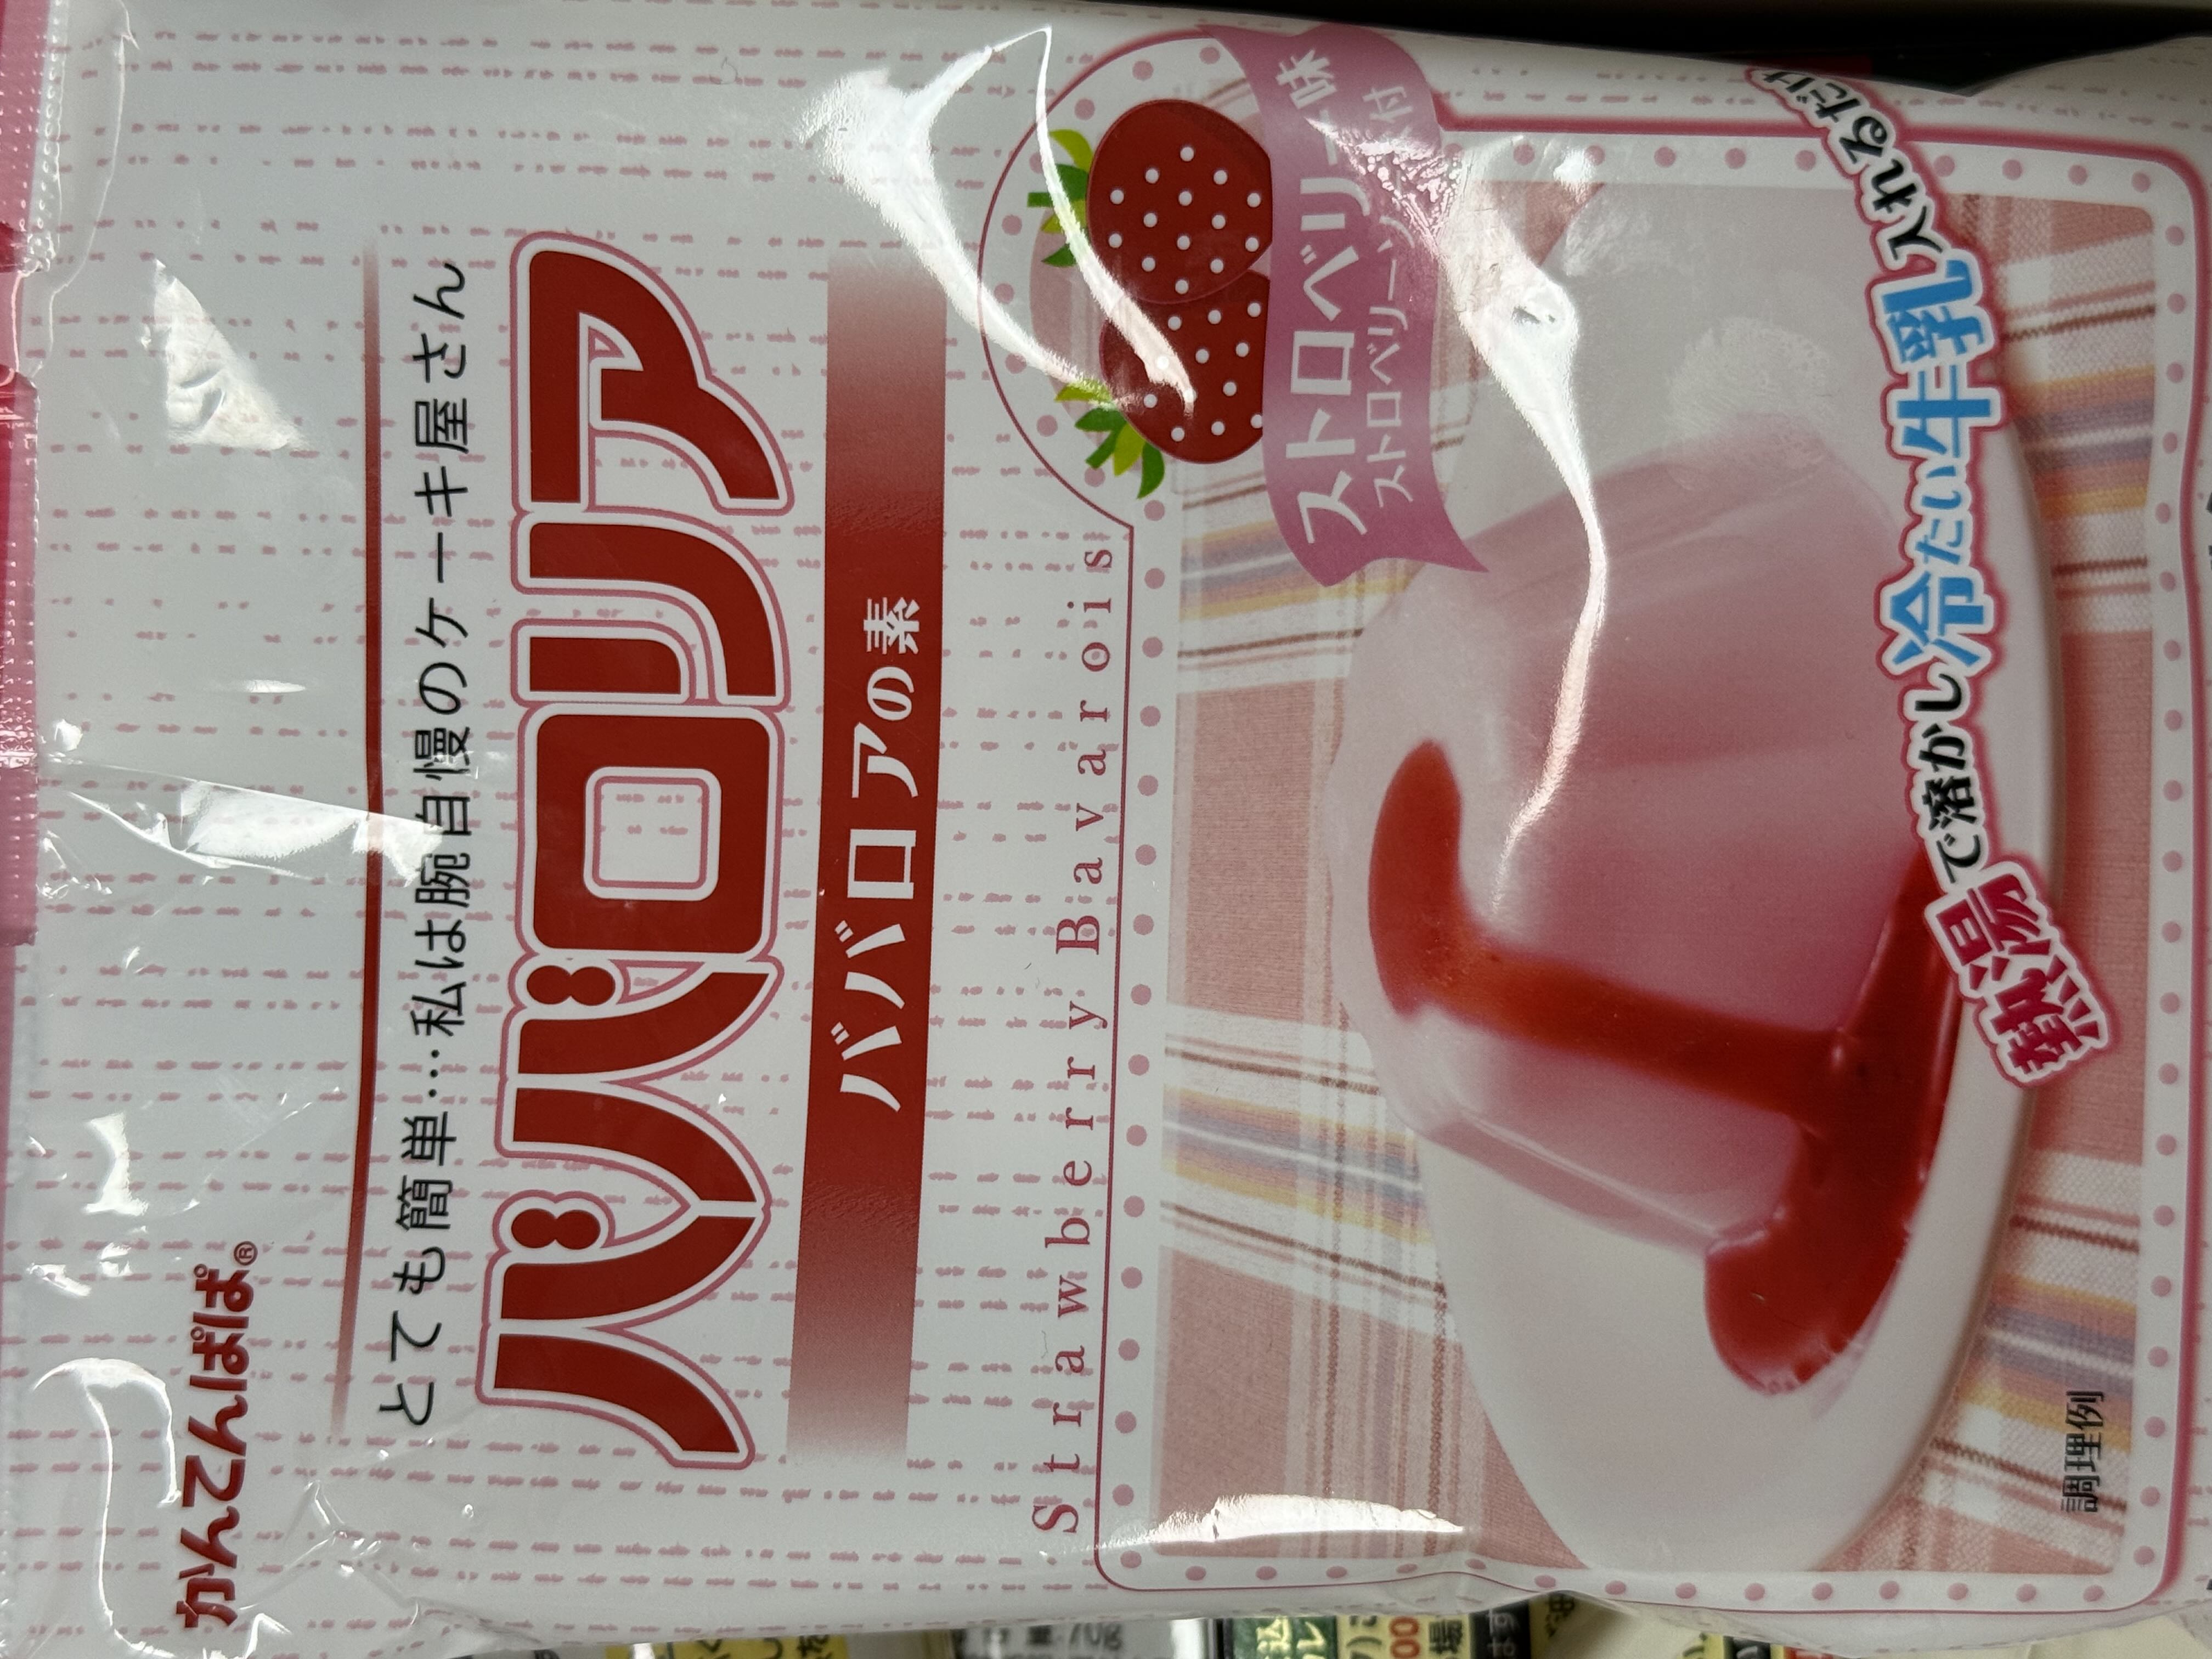 かんてんぱぱ®
とても簡単…私は腕自慢のケーキ屋さん
ババロリア
ババロアの素
Strawberry Bavarois
ストロベリー味
ストロベリーソース付
熱湯で溶かし冷たい牛乳入れるだけ
調理例